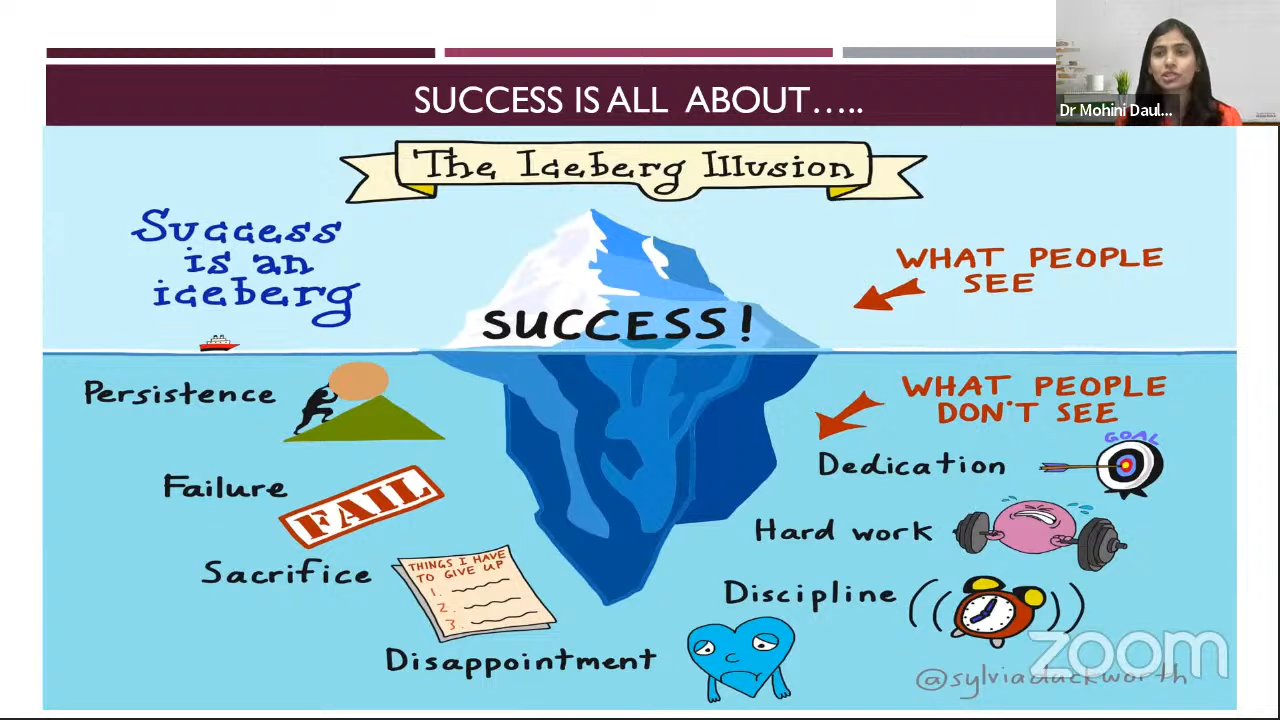 SUCCESS IS ALL ABOUT.....
Dr Mohini Daul...
The Iceberg Illusion
Success
is an
iceberg
WHAT PEOPLE
SEE
SUCCESS!
Persistence
WHAT PEOPLE
DON'T SEE
GOAL
Dedication
Failure
FAIL
Hard work
Sacrifice
THINGS I HAVE
TO GIVE UP
1.
2.
3.
Discipline
Disappointment
zoom
@sylviaduckworth